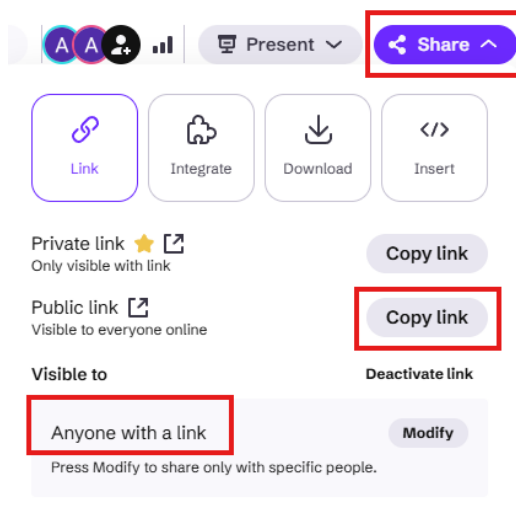 A A Present Share
Link Integrate Download Insert
Private link Copy link
Only visible with link
Public link Copy link
Visible to everyone online
Visible to Deactivate link
Anyone with a link Modify
Press Modify to share only with specific people.